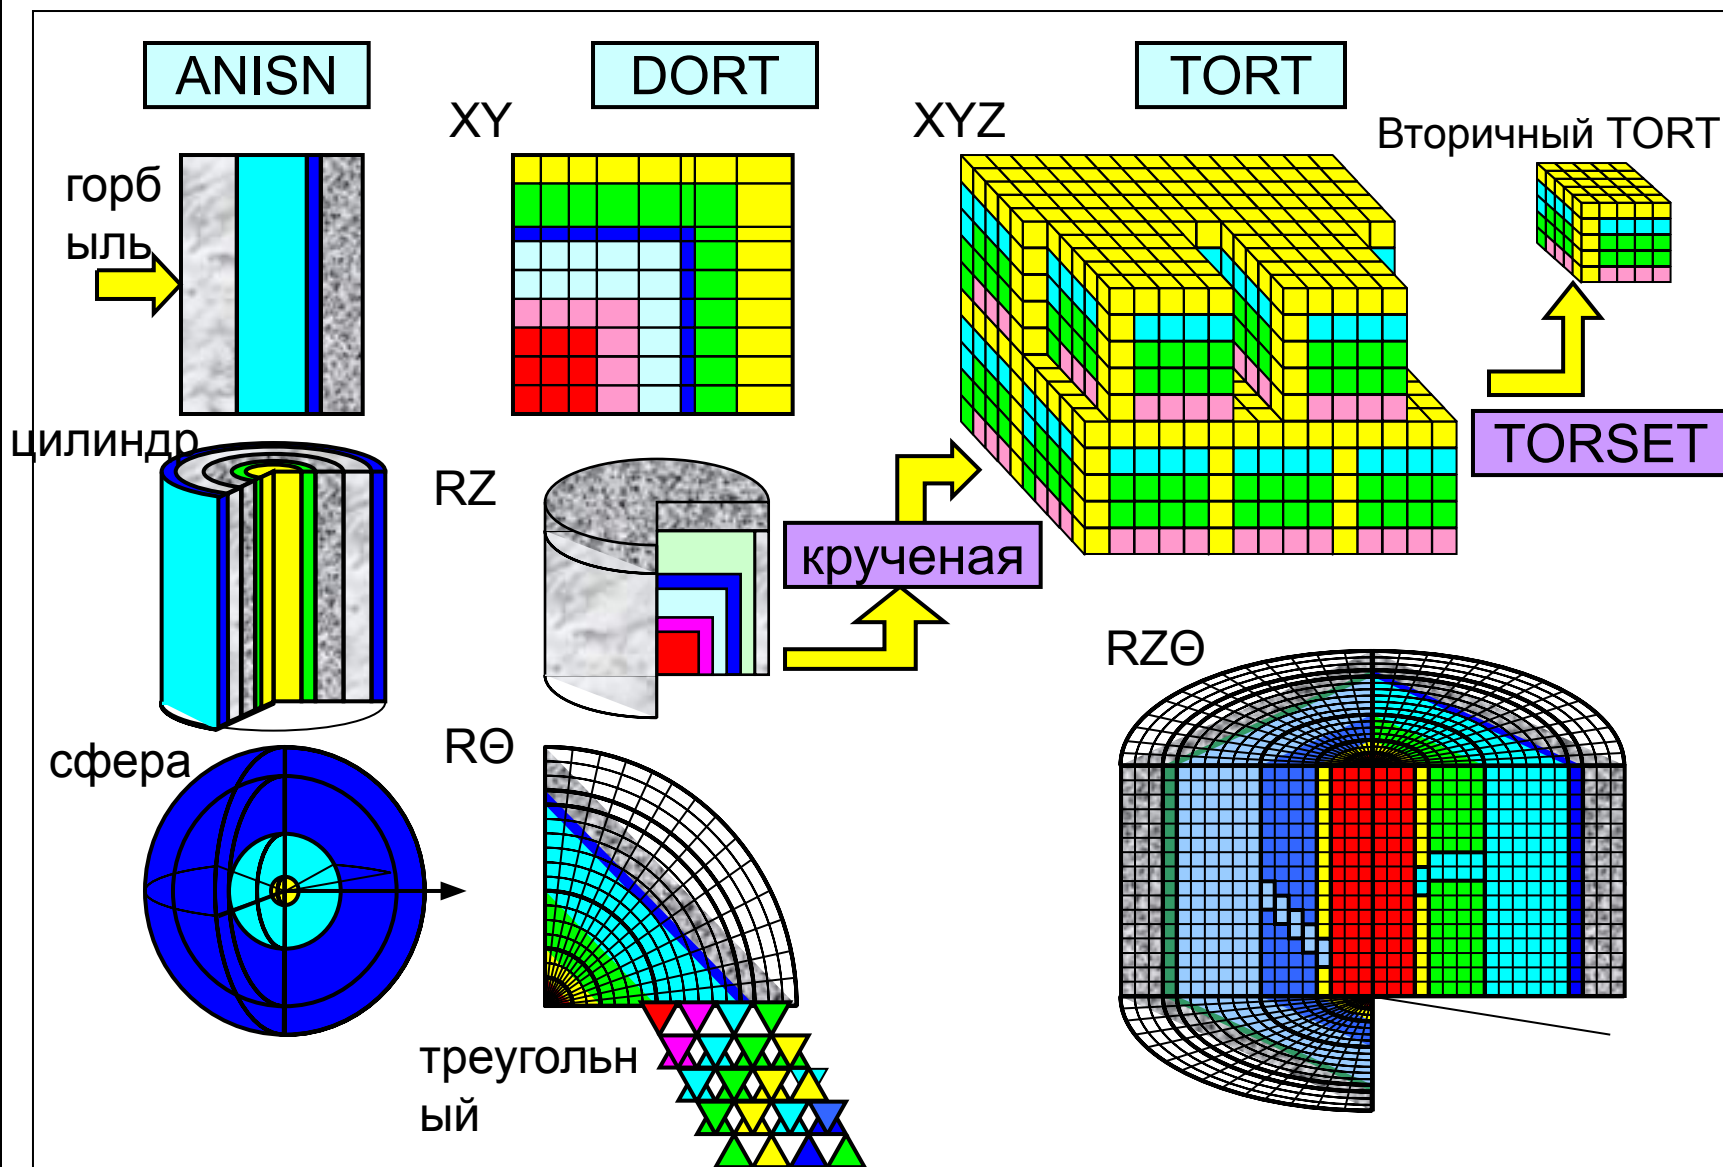 ANISN
DORT
TORT
XY
XYZ
Вторичный TORT
горб
ыль
цилиндр
RZ
TORSET
крученая
RZΘ
RΘ
сфера
треугольн
ый